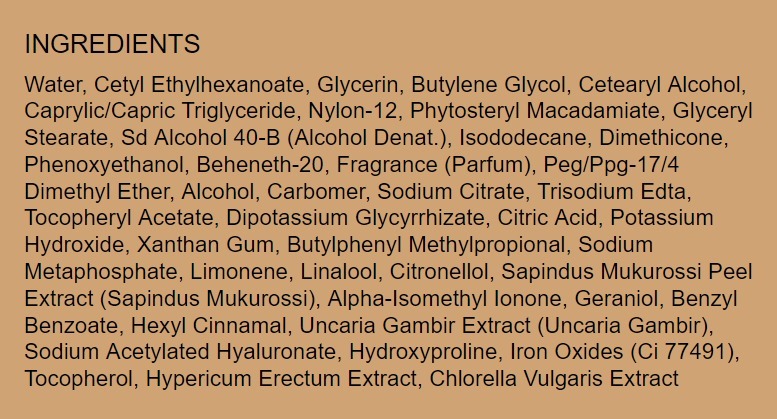 INGREDIENTS
Water, Cetyl Ethylhexanoate, Glycerin, Butylene Glycol, Cetearyl Alcohol,
Caprylic/Capric Triglyceride, Nylon-12, Phytosteryl Macadamiate, Glyceryl
Stearate, Sd Alcohol 40-B (Alcohol Denat.), Isododecane, Dimethicone,
Phenoxyethanol, Beheneth-20, Fragrance (Parfum), Peg/Ppg-17/4
Dimethyl Ether, Alcohol, Carbomer, Sodium Citrate, Trisodium Edta,
Tocopheryl Acetate, Dipotassium Glycyrrhizate, Citric Acid, Potassium
Hydroxide, Xanthan Gum, Butylphenyl Methylpropional, Sodium
Metaphosphate, Limonene, Linalool, Citronellol, Sapindus Mukurossi Peel
Extract (Sapindus Mukurossi), Alpha-Isomethyl Ionone, Geraniol, Benzyl
Benzoate, Hexyl Cinnamal, Uncaria Gambir Extract (Uncaria Gambir),
Sodium Acetylated Hyaluronate, Hydroxyproline, Iron Oxides (Ci 77491),
Tocopherol, Hypericum Erectum Extract, Chlorella Vulgaris Extract